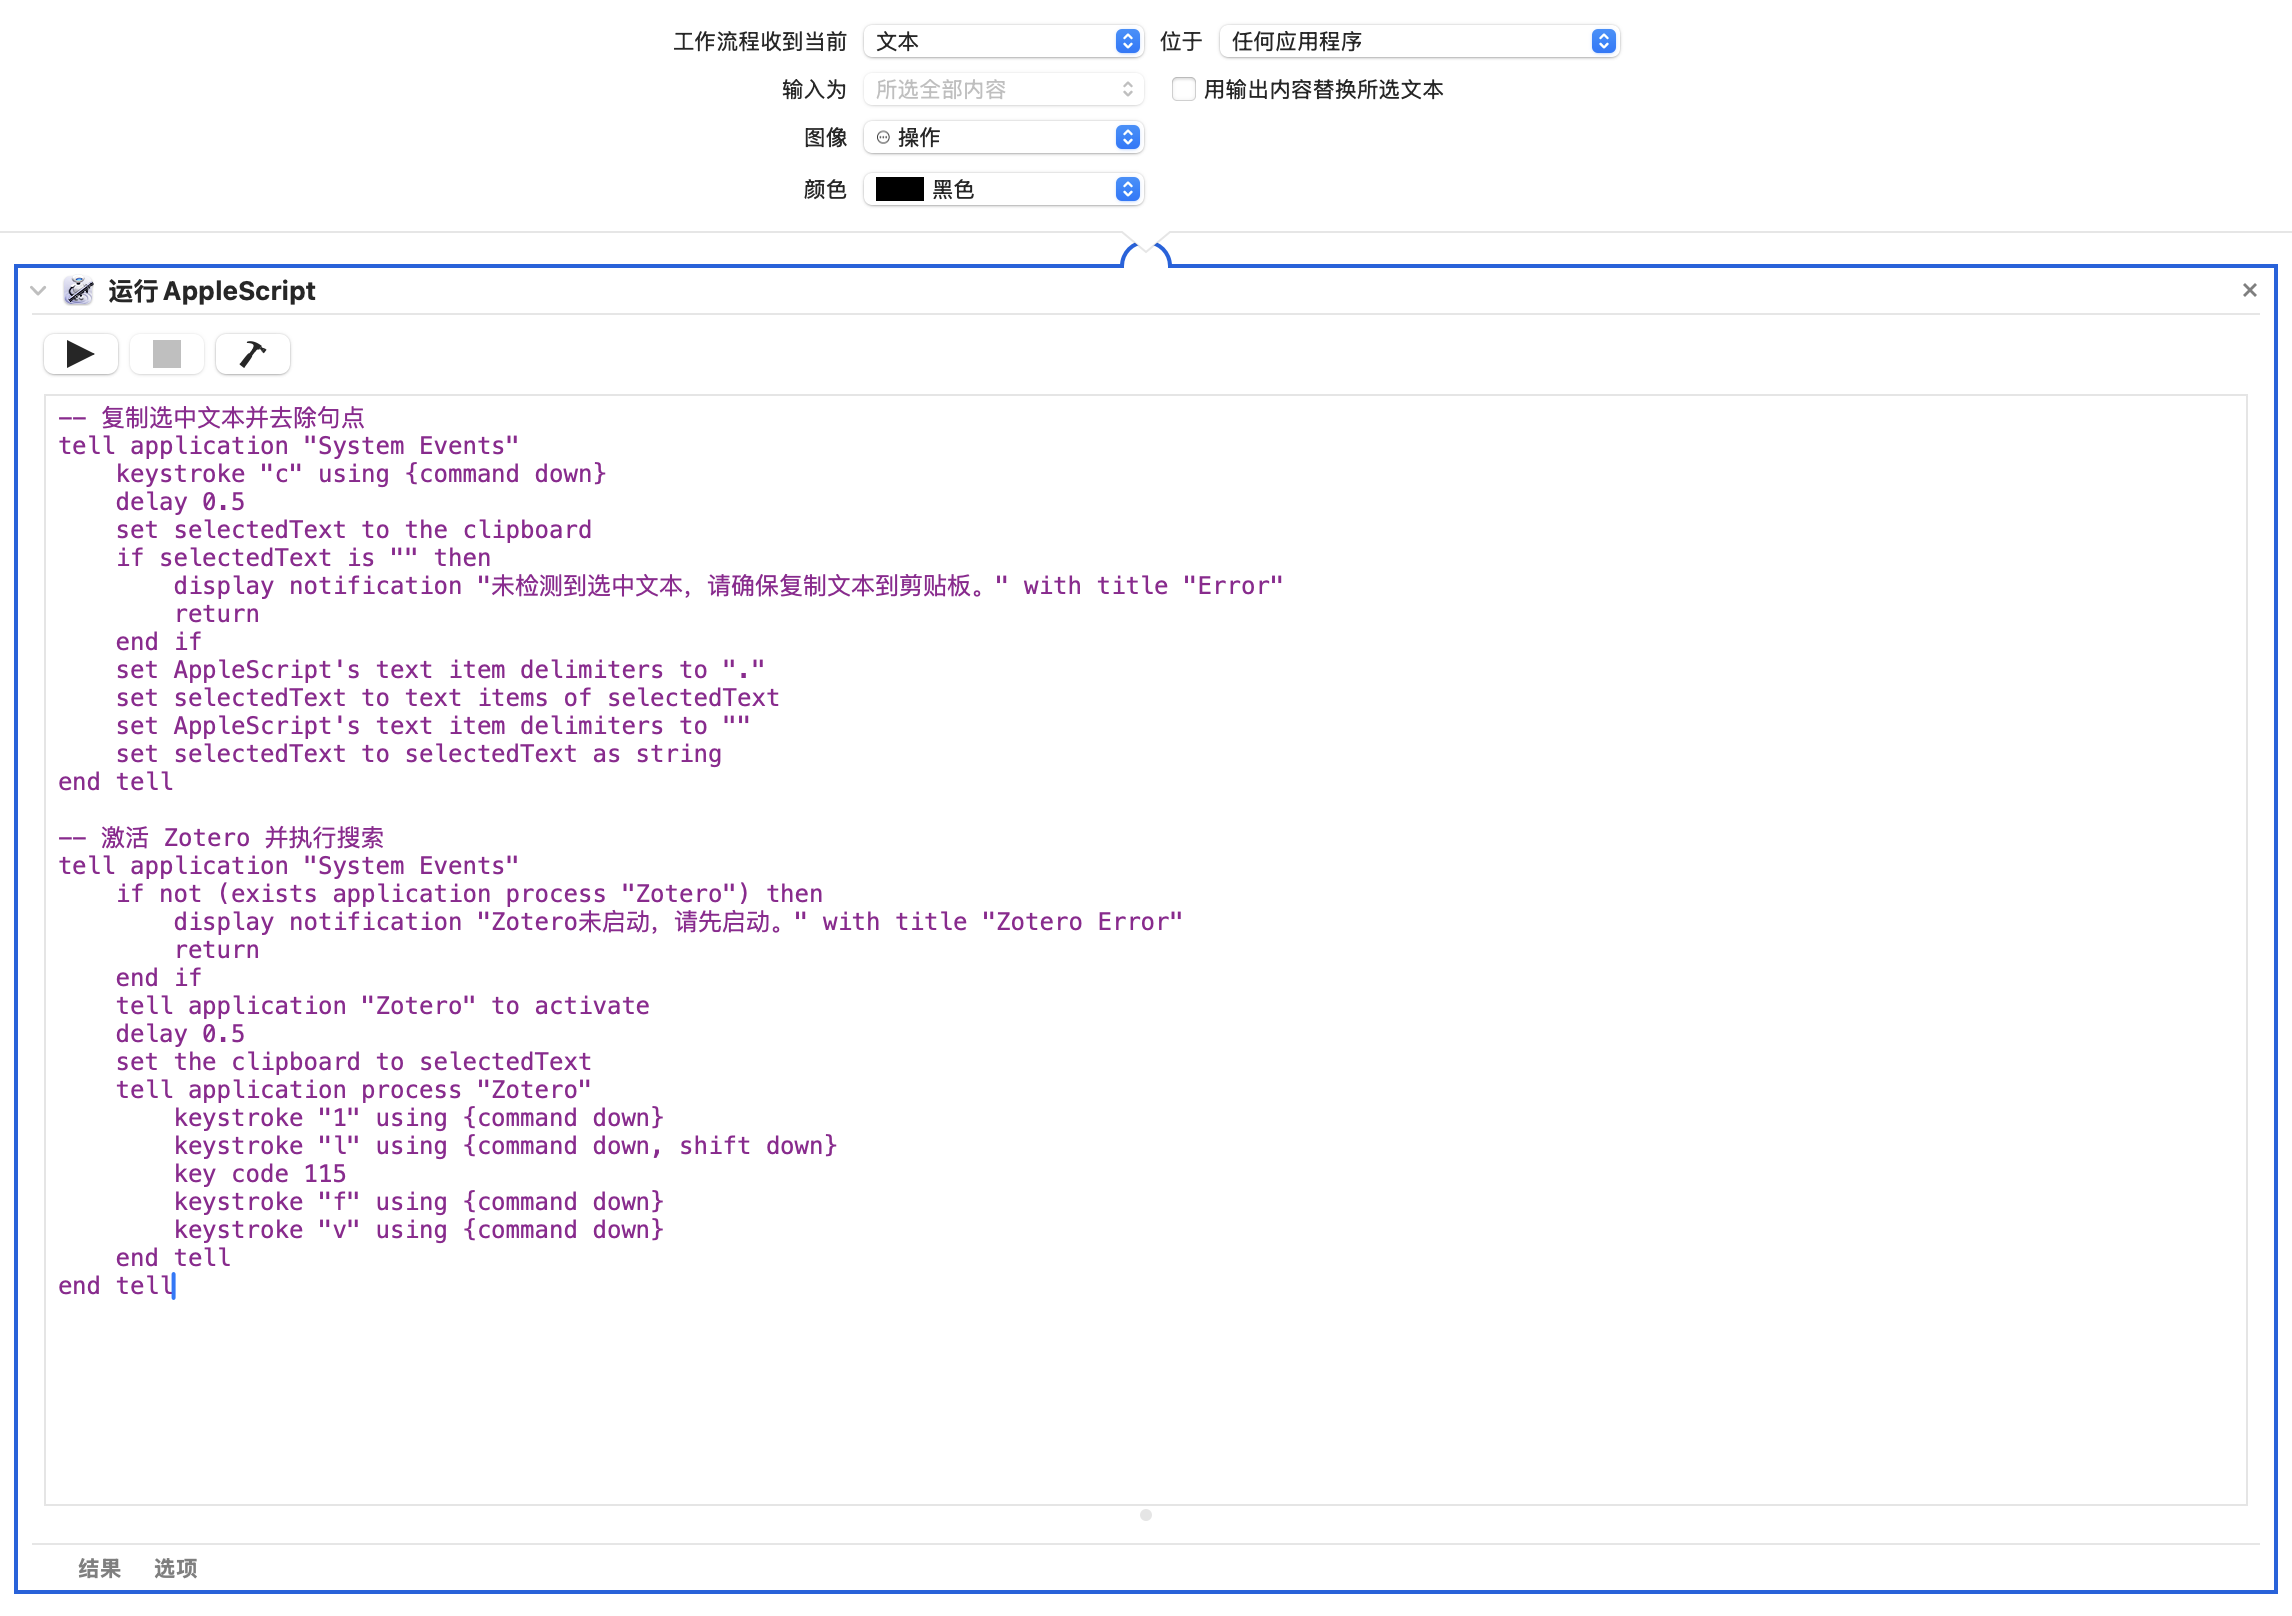 工作流程收到当前 文本 位于 任何应用程序
输入为 所选全部内容 用输出内容替换所选文本
图像 操作
颜色 黑色
运行 AppleScript
-- 复制选中文本并去除句点
tell application "System Events"
    keystroke "c" using {command down}
    delay 0.5
    set selectedText to the clipboard
    if selectedText is "" then
        display notification "未检测到选中文本，请确保复制文本到剪贴板。" with title "Error"
        return
    end if
    set AppleScript's text item delimiters to "."
    set selectedText to text items of selectedText
    set AppleScript's text item delimiters to ""
    set selectedText to selectedText as string
end tell
-- 激活 Zotero 并执行搜索
tell application "System Events"
    if not (exists application process "Zotero") then
        display notification "Zotero未启动，请先启动。" with title "Zotero Error"
        return
    end if
    tell application "Zotero" to activate
    delay 0.5
    set the clipboard to selectedText
    tell application process "Zotero"
        keystroke "1" using {command down}
        keystroke "l" using {command down, shift down}
        key code 115
        keystroke "f" using {command down}
        keystroke "v" using {command down}
    end tell
end tell
结果 选项